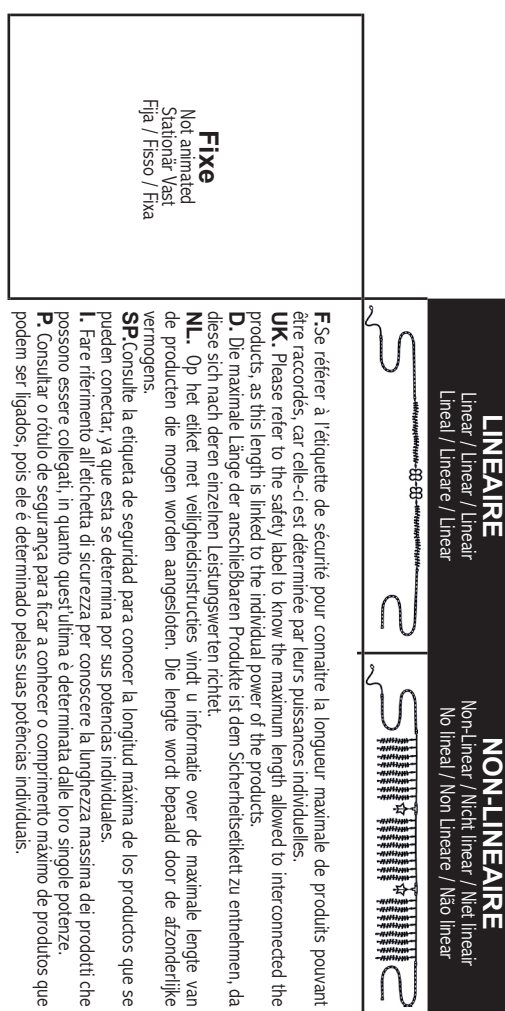 LINEAIRE
Linear / Linear / Lineair
Lineal / Lineare / Linear
NON-LINEAIRE
Non-Linear / Nicht linear / Niet lineair
No lineal / Non Lineare / Não linear
Fixe
Not animated
Stationär Vast
Fija / Fisso / Fixa
F.Se référer à l'étiquette de sécurité pour connaitre la longueur maximale de produits pouvant
être raccordés, car celle-ci est déterminée par leurs puissances individuelles.
UK. Please refer to the safety label to know the maximum length allowed to interconnected the
products, as this length is linked to the individual power of the products.
D. Die maximale Länge der anschließbaren Produkte ist dem Sicherheitsetikett zu entnehmen, da
diese sich nach deren einzelnen Leistungswerten richtet.
NL. Op het etiket met veiligheidsinstructies vindt u informatie over de maximale lengte van
de producten die mogen worden aangesloten. Die lengte wordt bepaald door de afzonderlijke
vermogens.
SP.Consulte la etiqueta de seguridad para conocer la longitud máxima de los productos que se
pueden conectar, ya que esta se determina por sus potencias individuales.
I. Fare riferimento all'etichetta di sicurezza per conoscere la lunghezza massima dei prodotti che
possono essere collegati, in quanto quest'ultima è determinata dalle loro singole potenze.
P. Consultar o rótulo de segurança para ficar a conhecer o comprimento máximo de produtos que
podem ser ligados, pois ele é determinado pelas suas potências individuais.